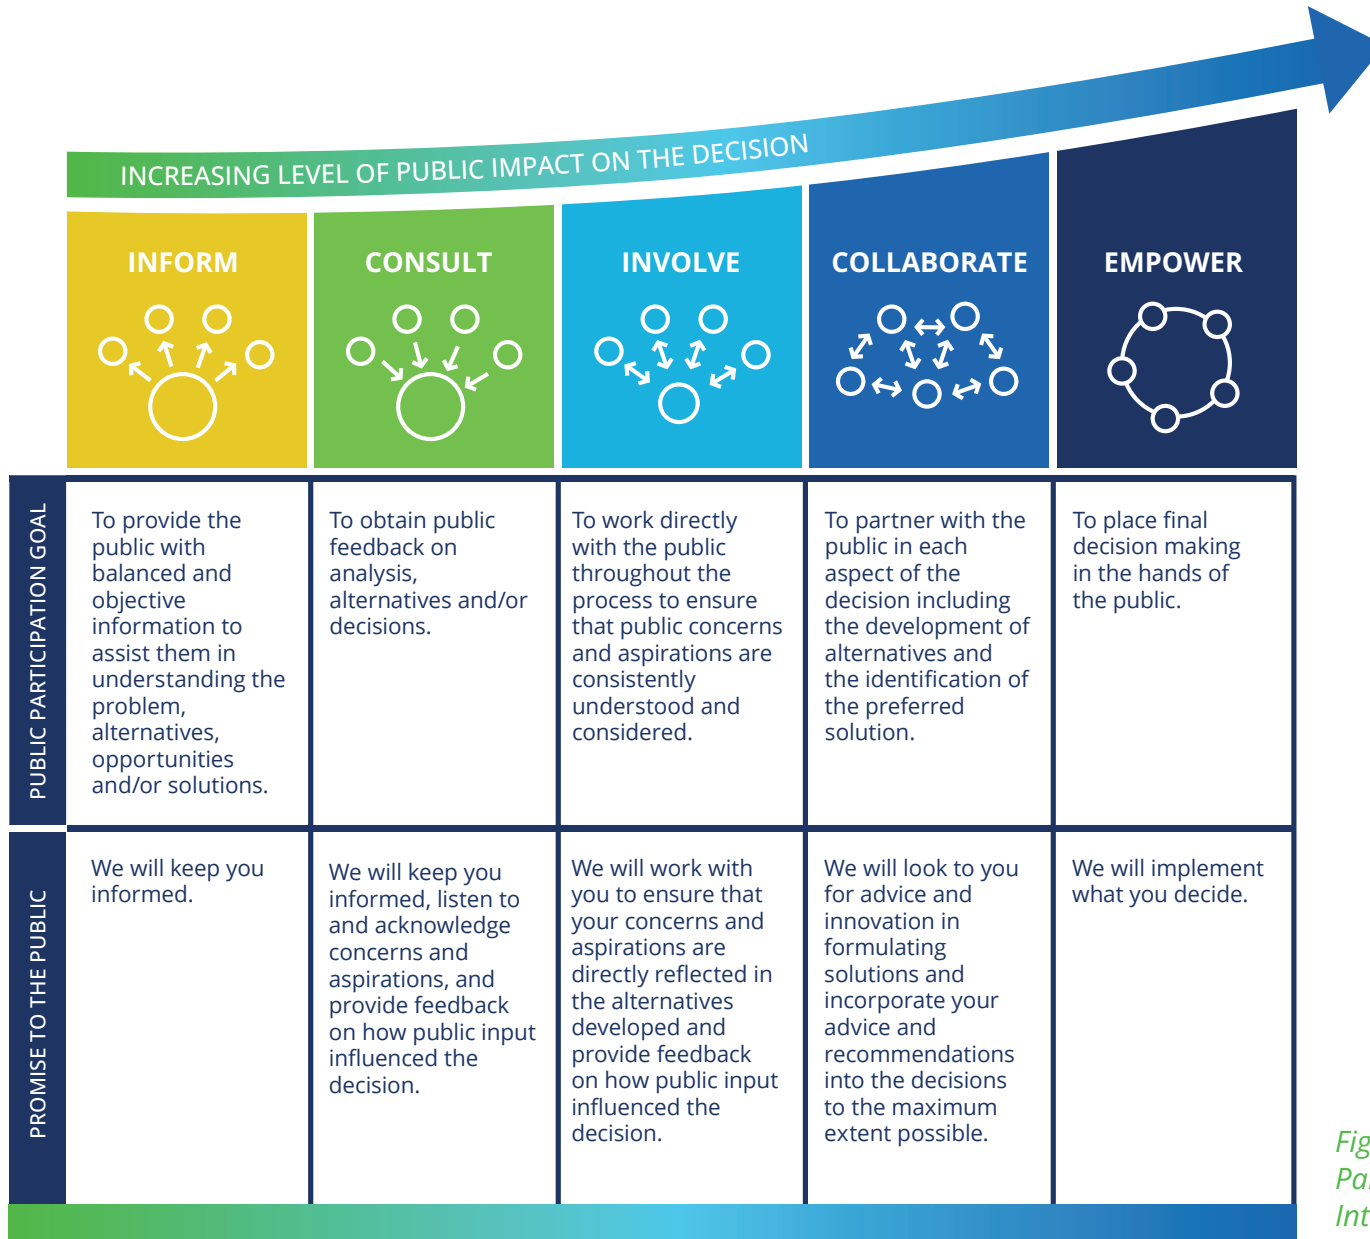 INCREASING LEVEL OF PUBLIC IMPACT ON THE DECISION
INFORM
CONSULT
INVOLVE
COLLABORATE
EMPOWER
PUBLIC PARTICIPATION GOAL
To provide the
public with
balanced and
objective
information to
assist them in
understanding the
problem,
alternatives,
opportunities
and/or solutions.
To obtain public
feedback on
analysis,
alternatives and/or
decisions.
To work directly
with the public
throughout the
process to ensure
that public concerns
and aspirations are
consistently
understood and
considered.
To partner with the
public in each
aspect of the
decision including
the development of
alternatives and
the identification of
the preferred
solution.
To place final
decision making
in the hands of
the public.
PROMISE TO THE PUBLIC
We will keep you
informed.
We will keep you
informed, listen to
and acknowledge
concerns and
aspirations, and
provide feedback
on how public input
influenced the
decision.
We will work with
you to ensure that
your concerns and
aspirations are
directly reflected in
the alternatives
developed and
provide feedback
on how public input
influenced the
decision.
We will look to you
for advice and
innovation in
formulating
solutions and
incorporate your
advice and
recommendations
into the decisions
to the maximum
extent possible.
We will implement
what you decide.